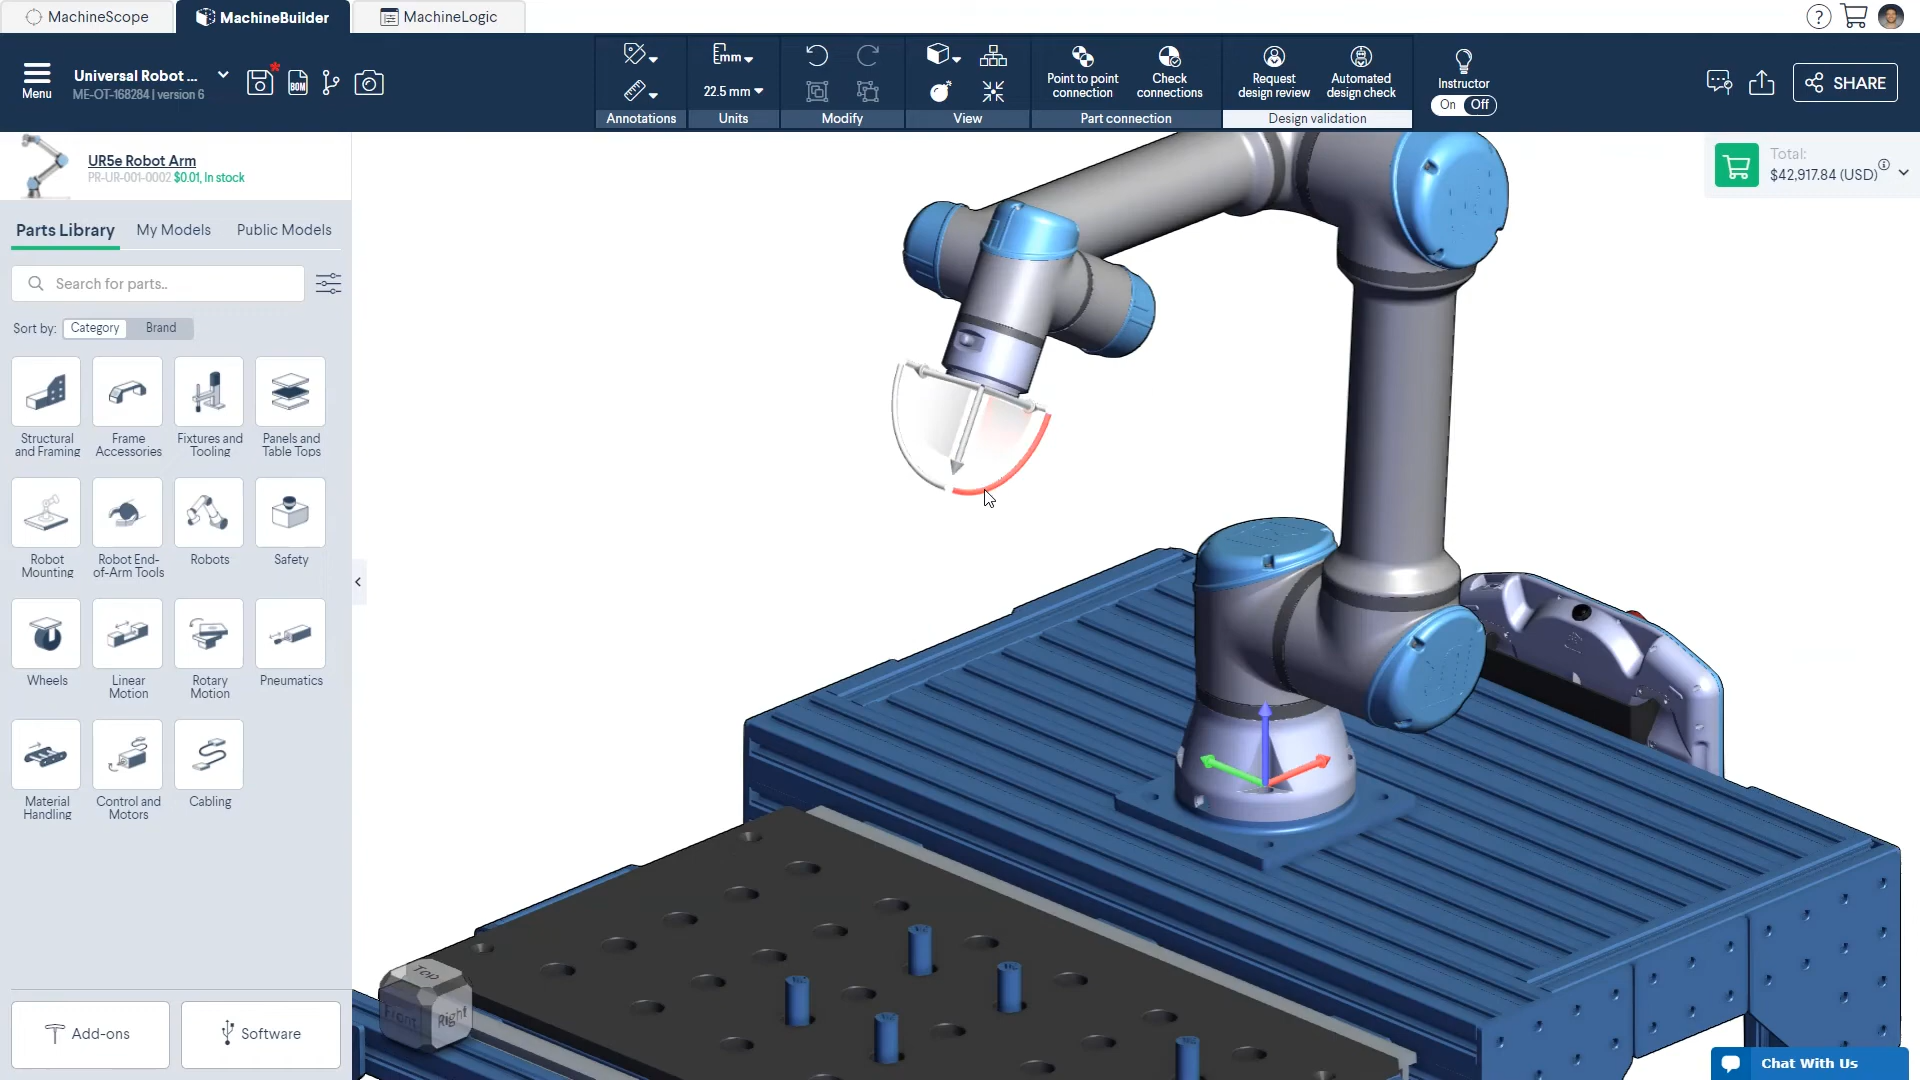 MachineScope
MachineBuilder
MachineLogic
?
Menu
Universal Robot ...
ME-OT-168284 | version 6
BOM
mm
22.5 mm
Annotations
Units
Modify
View
Point to point
connection
Check
connections
Part connection
Request
design review
Automated
design check
Design validation
Instructor
On Off
SHARE
UR5e Robot Arm
PR-UR-001-0002 $0.01, In stock
Total:
$42,917.84 (USD)
Parts Library
My Models
Public Models
Search for parts..
Sort by:
Category
Brand
Structural
and Framing
Frame
Accessories
Fixtures and
Tooling
Panels and
Table Tops
Robot
Mounting
Robot End-
of-Arm Tools
Robots
Safety
Wheels
Linear
Motion
Rotary
Motion
Pneumatics
Material
Handling
Control and
Motors
Cabling
Top
Front
Right
Add-ons
Software
Chat With Us